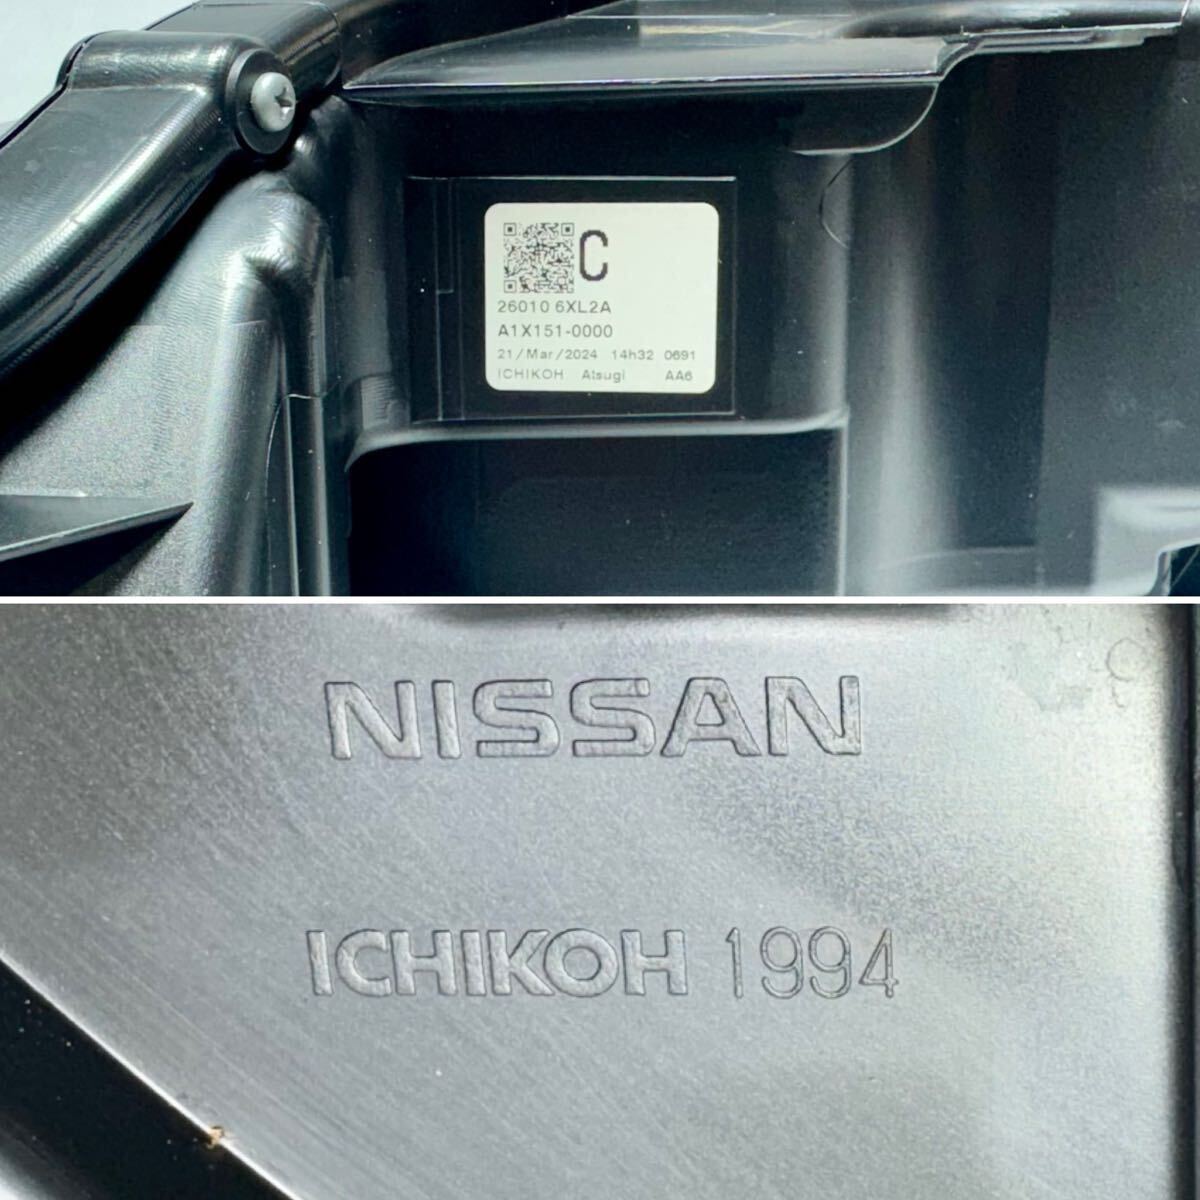 C
26010 6XL2A
A1X151-0000
21/Mar/2024 14h32 0691
ICHIKOH Atsugi AA6
NISSAN
ICHIKOH 1994